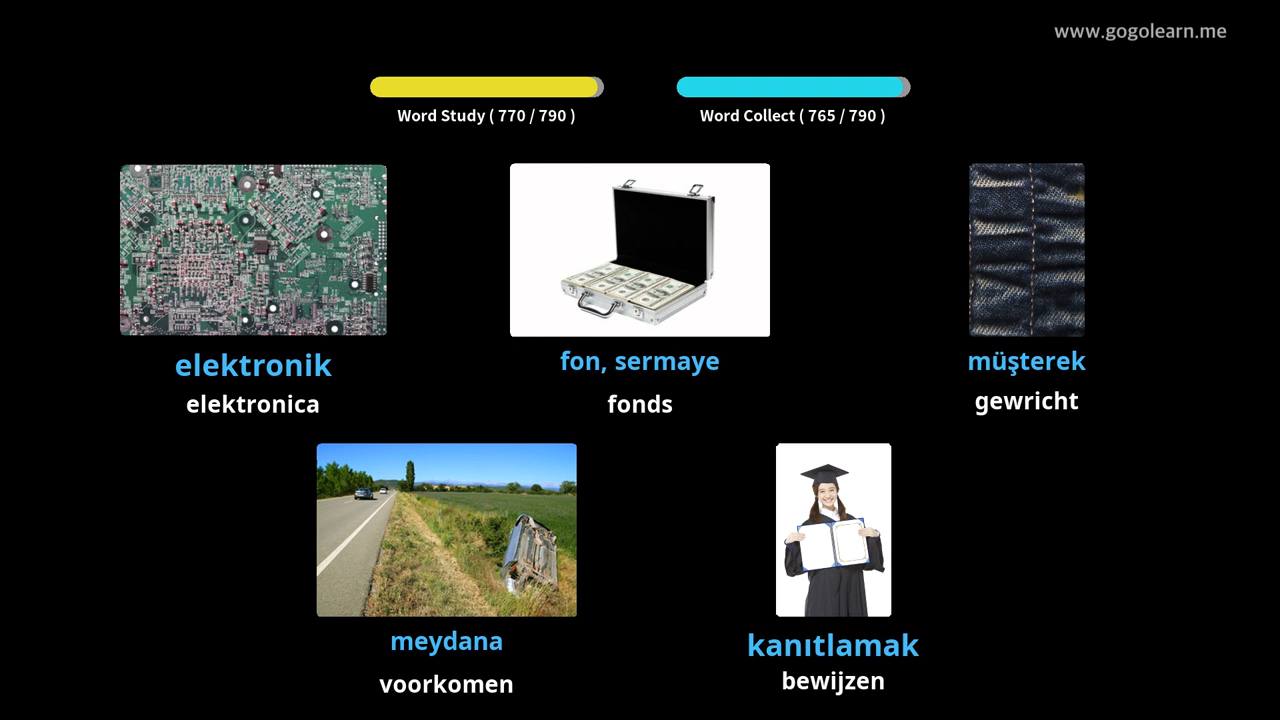 www.gogolearn.me
Word Study ( 770 / 790 )
Word Collect ( 765 / 790 )
elektronik
elektronica
fon, sermaye
fonds
müşterek
gewricht
meydana
voorkomen
kanıtlamak
bewijzen